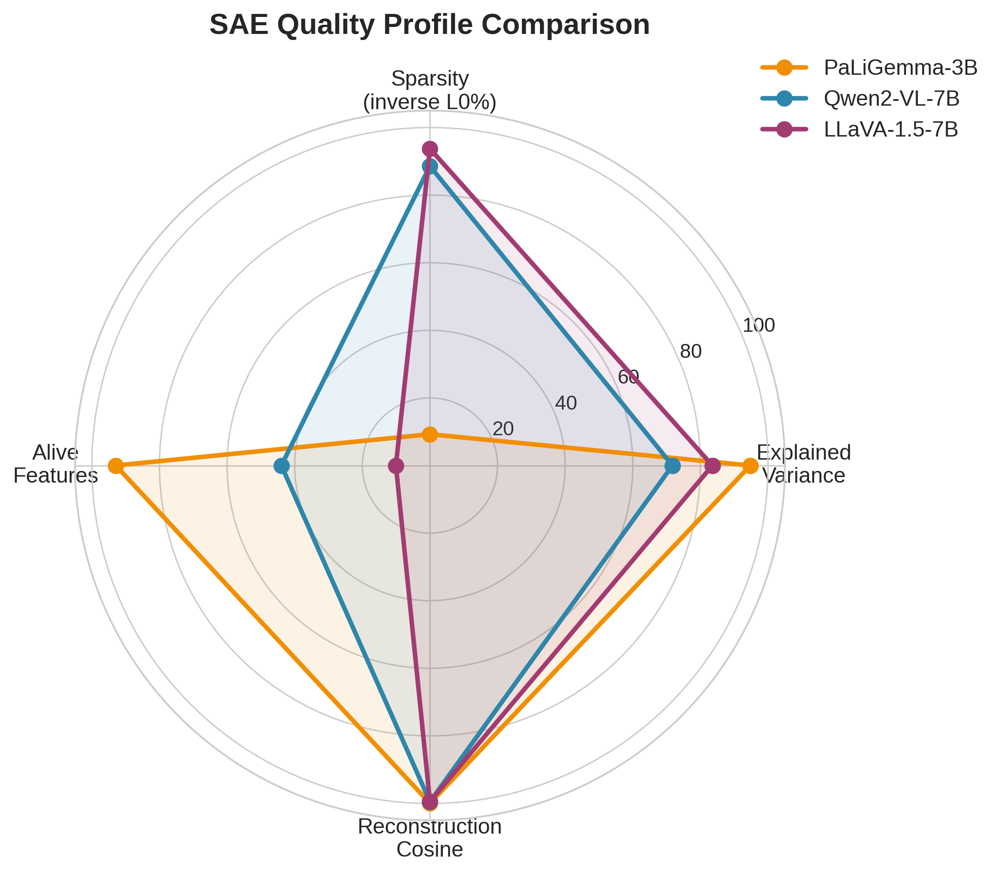 SAE Quality Profile Comparison
PaLiGemma-3B
Qwen2-VL-7B
LLaVA-1.5-7B
Sparsity
(inverse L0%)
100
80
60
40
20
Alive
Features
Explained
Variance
Reconstruction
Cosine